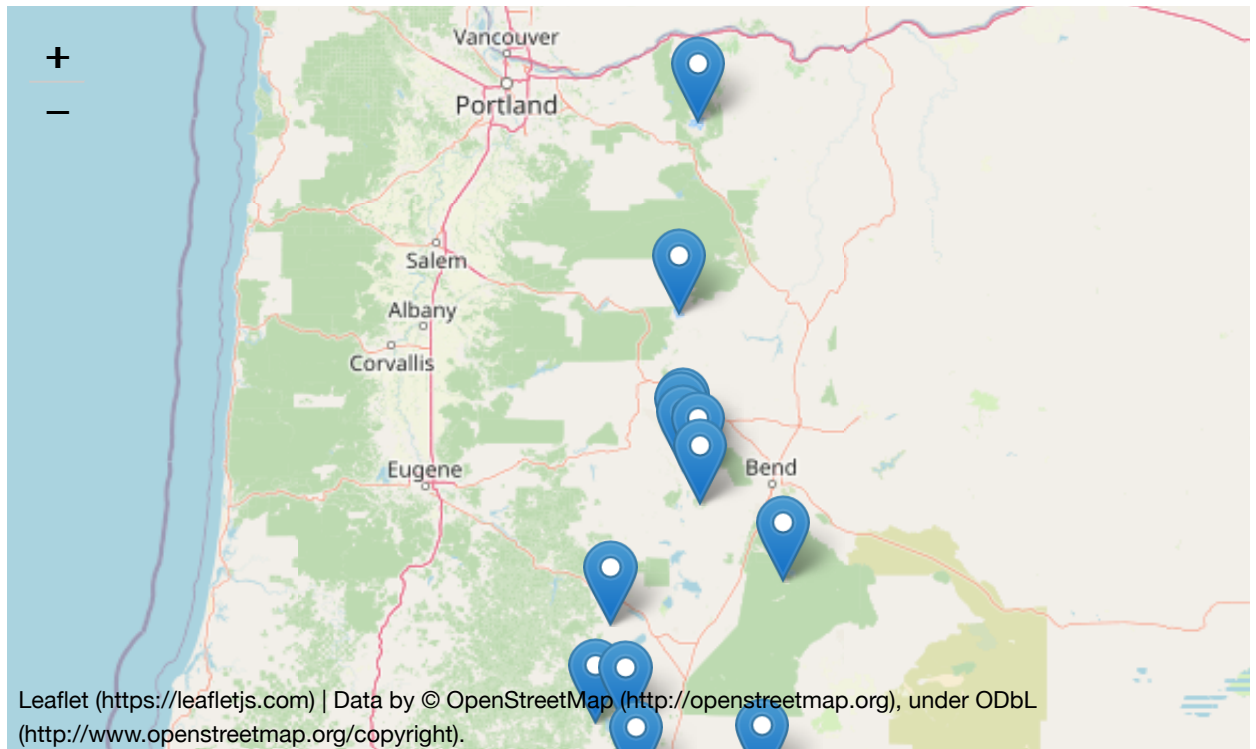 +
−
Vancouver
Portland
Salem
Albany
Corvallis
Eugene
Bend
Leaflet (https://leafletjs.com) | Data by © OpenStreetMap (http://openstreetmap.org), under ODbL
(http://www.openstreetmap.org/copyright).